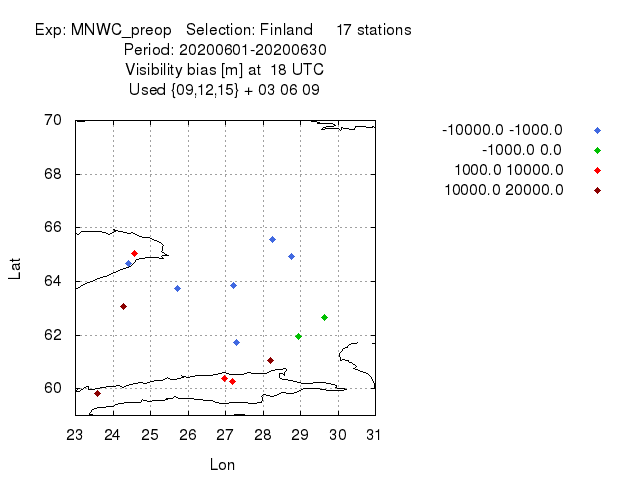 Exp: MNWC_preop   Selection: Finland     17 stations
Period: 20200601-20200630
Visibility bias [m] at  18 UTC
Used {09,12,15} + 03 06 09
-10000.0 -1000.0
-1000.0 0.0
1000.0 10000.0
10000.0 20000.0
70
68
66
64
62
60
Lat
23 24 25 26 27 28 29 30 31
Lon